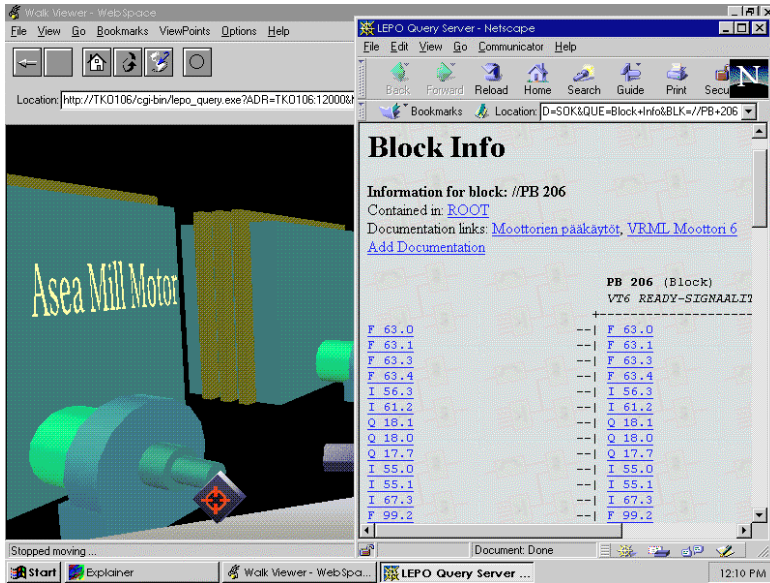 Walk Viewer - WebSpace
File View Go Bookmarks ViewPoints Options Help
Location: http://TKO106/cgi-bin/lepo_query.exe?ADR=TKO106:12000&
Asea Mill Motor
Stopped moving ...
LEPO Query Server - Netscape
File Edit View Go Communicator Help
Back Forward Reload Home Search Guide Print Secu
N
Bookmarks Location: D=SOK&QUE=Block+Info&BLK=//PB+206
Block Info
Information for block: //PB 206
Contained in: ROOT
Documentation links: Moottorien pääkäytöt, VRML Moottori 6
Add Documentation
PB 206 (Block)
VT6 READY-SIGNAALIT
+--------------------
F 63.0 --| F 63.0
F 63.1 --| F 63.1
F 63.3 --| F 63.3
F 63.4 --| F 63.4
I 56.3 --| I 56.3
I 61.2 --| I 61.2
Q 18.1 --| Q 18.1
Q 18.0 --| Q 18.0
Q 17.7 --| Q 17.7
I 55.0 --| I 55.0
I 55.1 --| I 55.1
I 67.3 --| I 67.3
F 99.2 --| F 99.2
Document: Done
Start Explainer Walk Viewer - WebSpa... LEPO Query Server ... 12:10 PM